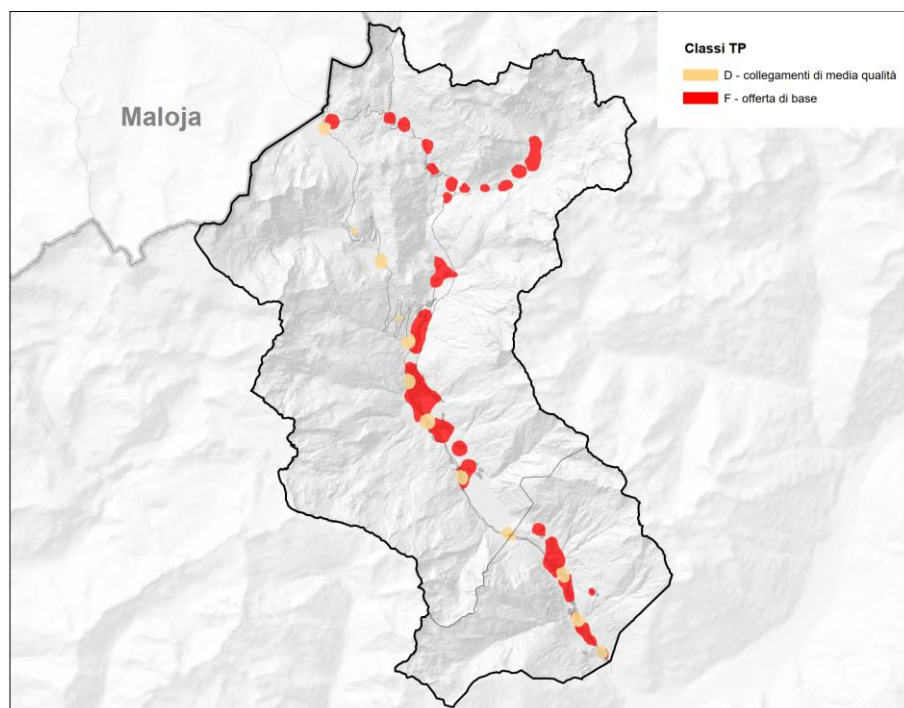 Classi TP
D - collegamenti di media qualità
F - offerta di base
Maloja